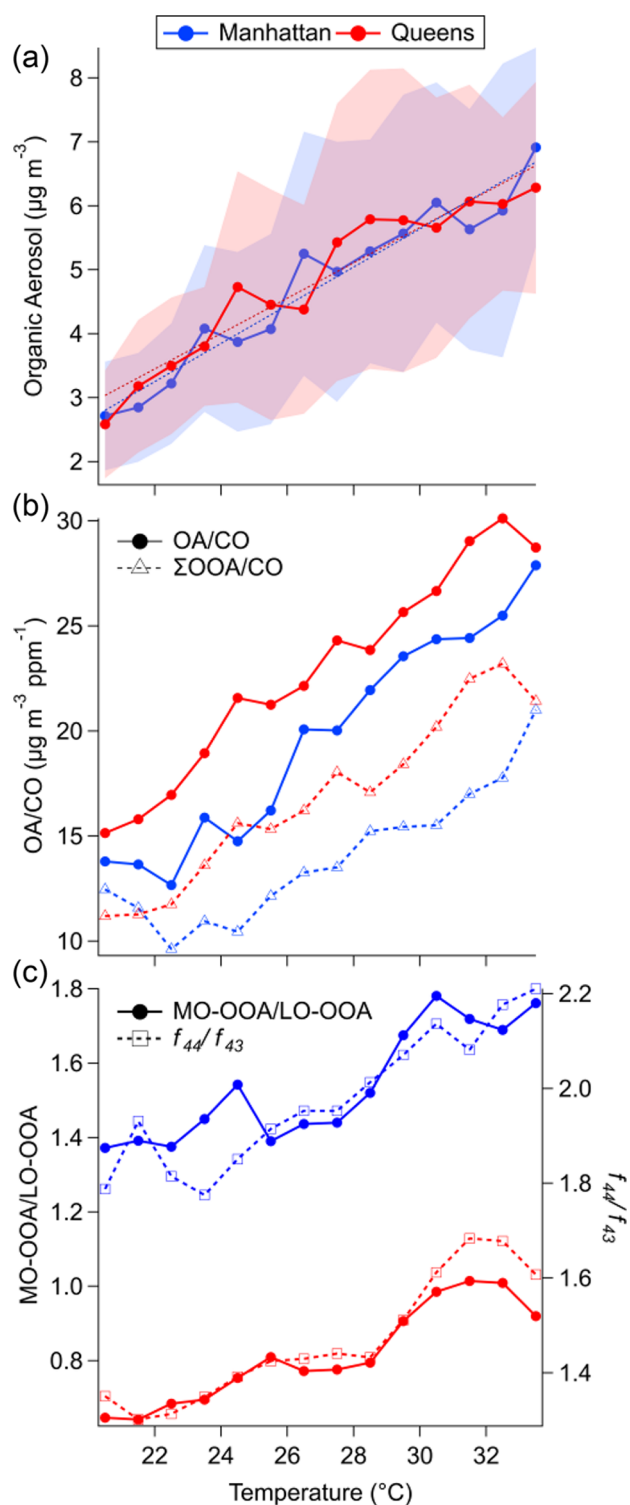 Manhattan Queens
(a)
8
7
6
5
4
3
2
Organic Aerosol (µg m⁻³)
(b)
30
25
20
15
10
OA/CO (µg m⁻³ ppm⁻¹)
OA/CO
ΣOOA/CO
(c)
1.8
1.6
1.4
1.2
1.0
0.8
MO-OOA/LO-OOA
MO-OOA/LO-OOA
f₄₄/f₄₃
2.2
2.0
1.8
1.6
1.4
f₄₄/f₄₃
22 24 26 28 30 32
Temperature (°C)